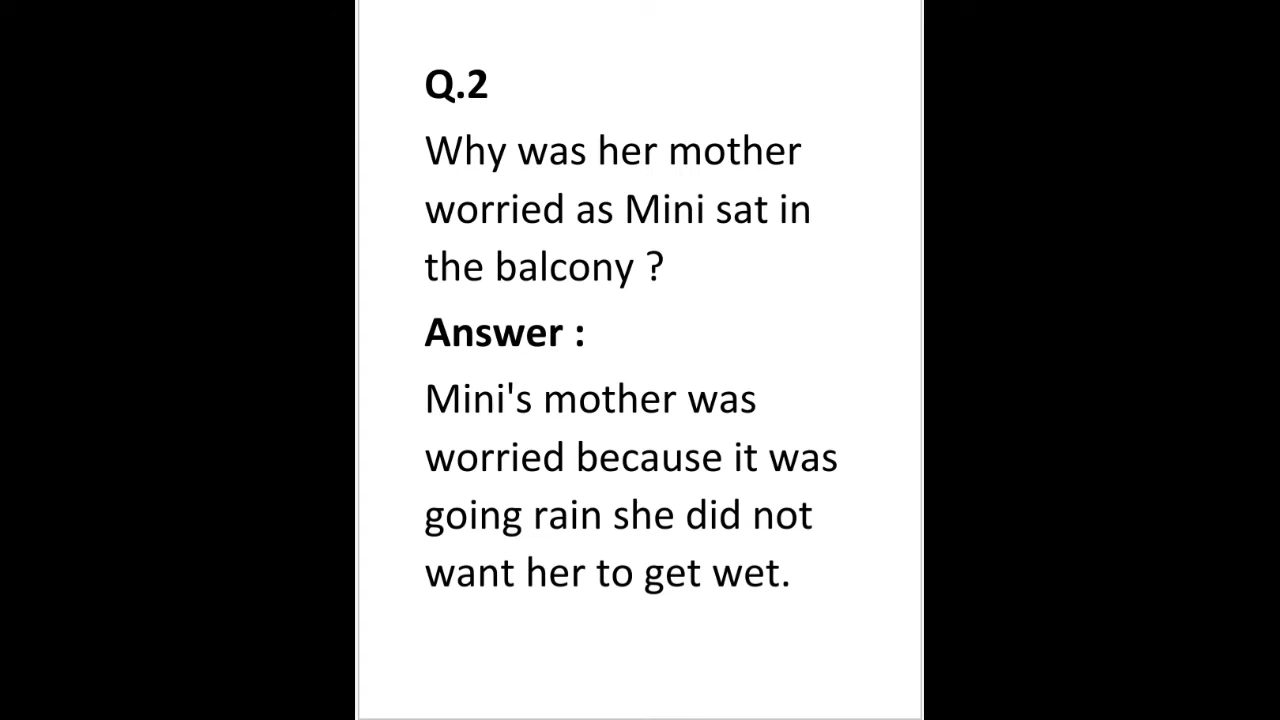 Q.2
Why was her mother
worried as Mini sat in
the balcony ?
Answer :
Mini's mother was
worried because it was
going rain she did not
want her to get wet.